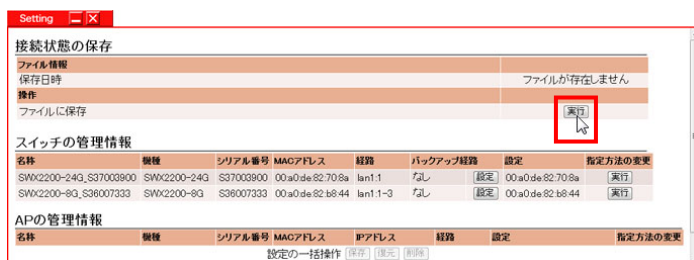 Setting
接続状態の保存
ファイル情報
保存日時 ファイルが存在しません
操作
ファイルに保存 実行
スイッチの管理情報
名称 機種 シリアル番号 MACアドレス 経路 バックアップ経路 設定 指定方法の変更
SWX2200-24G_S37003900 SWX2200-24G S37003900 00:a0:de:82:70:8a lan1:1 なし 設定 00:a0:de:82:70:8a 実行
SWX2200-8G_S36007333 SWX2200-8G S36007333 00:a0:de:82:b8:44 lan1:1-3 なし 設定 00:a0:de:82:b8:44 実行
APの管理情報
名称 機種 シリアル番号 MACアドレス IPアドレス 経路 設定 指定方法の変更
設定の一括操作 保存 復元 削除